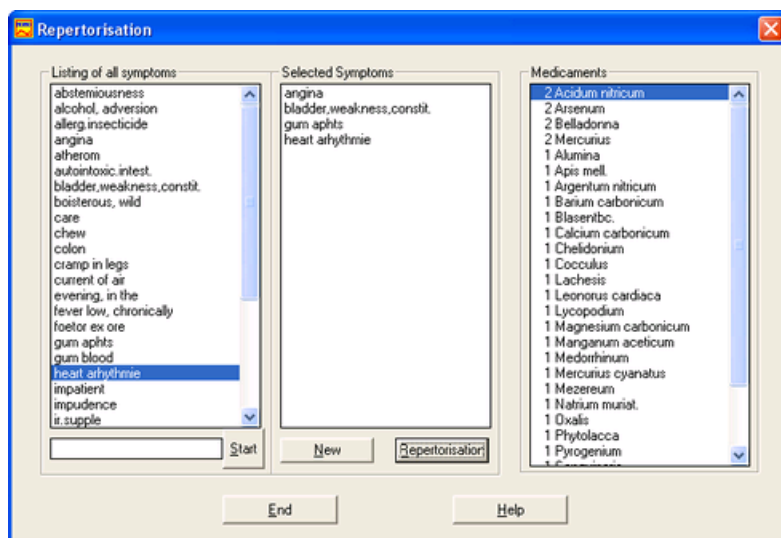 Repertorisation
Listing of all symptoms
abstemiousness
alcohol, adversion
allerg.insecticide
angina
atherom
autointoxic.intest.
bladder,weakness,constit.
boisterous, wild
care
chew
colon
cramp in legs
current of air
evening, in the
fever low, chronically
foetor ex ore
gum aphts
gum blood
heart arhythmie
impatient
impudence
ir.supple
Start
Selected Symptoms
angina
bladder,weakness,constit.
gum aphts
heart arhythmie
New
Repertorisation
Medicaments
2 Acidum nitricum
2 Arsenum
2 Belladonna
2 Mercurius
1 Alumina
1 Apis mell.
1 Argentum nitricum
1 Barium carbonicum
1 Blasentbc.
1 Calcium carbonicum
1 Chelidonium
1 Cocculus
1 Lachesis
1 Leonorus cardiaca
1 Lycopodium
1 Magnesium carbonicum
1 Manganum aceticum
1 Medorrhinum
1 Mercurius cyanatus
1 Mezereum
1 Natrium muriat.
1 Oxalis
1 Phytolacca
1 Pyrogenium
End
Help